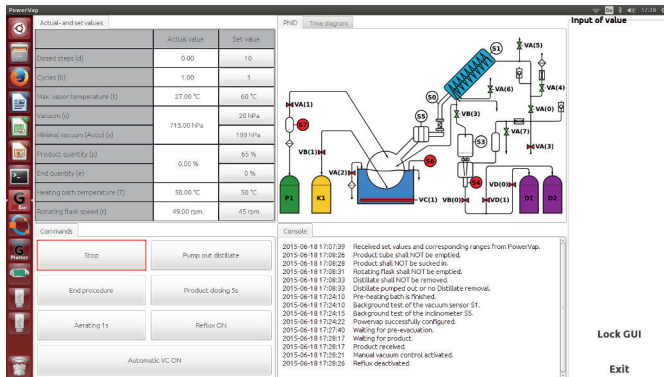 PowerVap
De
17:28
Actual- and set values
Actual value
Set value
Dosed steps (d)
0.00
10
Cycles (b)
1.00
1
Max. vapor temperature (t)
27.00 °C
60 °C
Vacuum (s)
715.00 hPa
20 hPa
Minimal vacuum (Auto) (x)
199 hPa
Product quantity (p)
0.00 %
65 %
End quantity (e)
0 %
Heating bath temperature (T)
50.00 °C
50 °C
Rotating flask speed (r)
49.00 rpm
45 rpm
Commands
Stop
Pump out distillate
End procedure
Product dosing 5s
Aerating 1s
Reflux ON
Automatic VC ON
PNID
Time diagram
S1
VA(5)
VA(6)
VA(4)
S0
VA(1)
VB(3)
VA(0)
S5
S7
VA(7)
S3
VB(1)
VA(3)
S6
VA(2)
S4
VD(0)
P1
K1
VC(1)
VB(0)
VD(1)
D1
D2
Console
2015-06-18 17:07:39 Received set values and corresponding ranges from PowerVap.
2015-06-18 17:08:26 Product tube shall NOT be emptied.
2015-06-18 17:08:28 Product shall NOT be sucked in.
2015-06-18 17:08:31 Rotating flask shall NOT be emptied.
2015-06-18 17:08:33 Distillate shall NOT be removed.
2015-06-18 17:08:33 Distillate pumped out or no Distillate removal.
2015-06-18 17:24:10 Pre-heating bath is finished.
2015-06-18 17:24:10 Background test of the vacuum sensor S1.
2015-06-18 17:24:15 Background test of the inclinometer S5.
2015-06-18 17:24:22 Powervap successfully configured.
2015-06-18 17:27:40 Waiting for pre-evacuation.
2015-06-18 17:28:17 Waiting for product.
2015-06-18 17:28:17 Product received.
2015-06-18 17:28:21 Manual vacuum control activated.
2015-06-18 17:28:26 Reflux deactivated.
Input of value
Lock GUI
Exit
G
Gui
G
Plotter